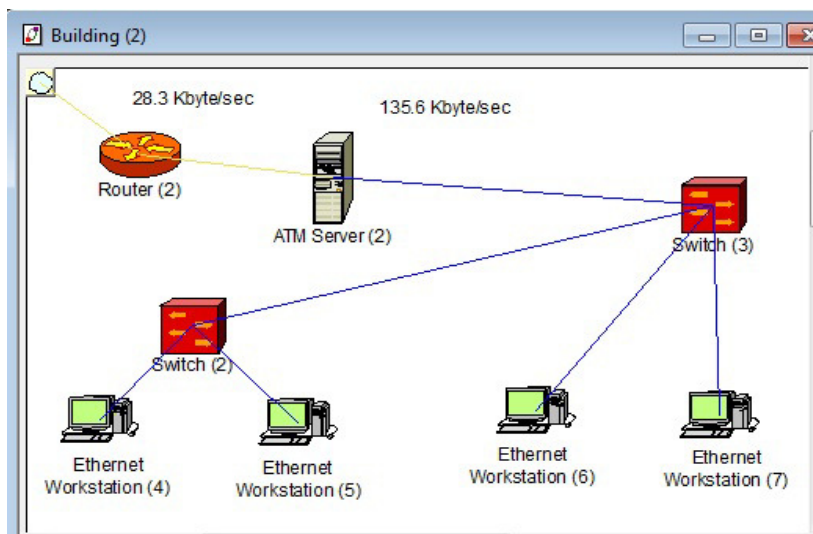 Building (2)
28.3 Kbyte/sec
135.6 Kbyte/sec
Router (2)
ATM Server (2)
Switch (3)
Switch (2)
Ethernet
Workstation (4)
Ethernet
Workstation (5)
Ethernet
Workstation (6)
Ethernet
Workstation (7)